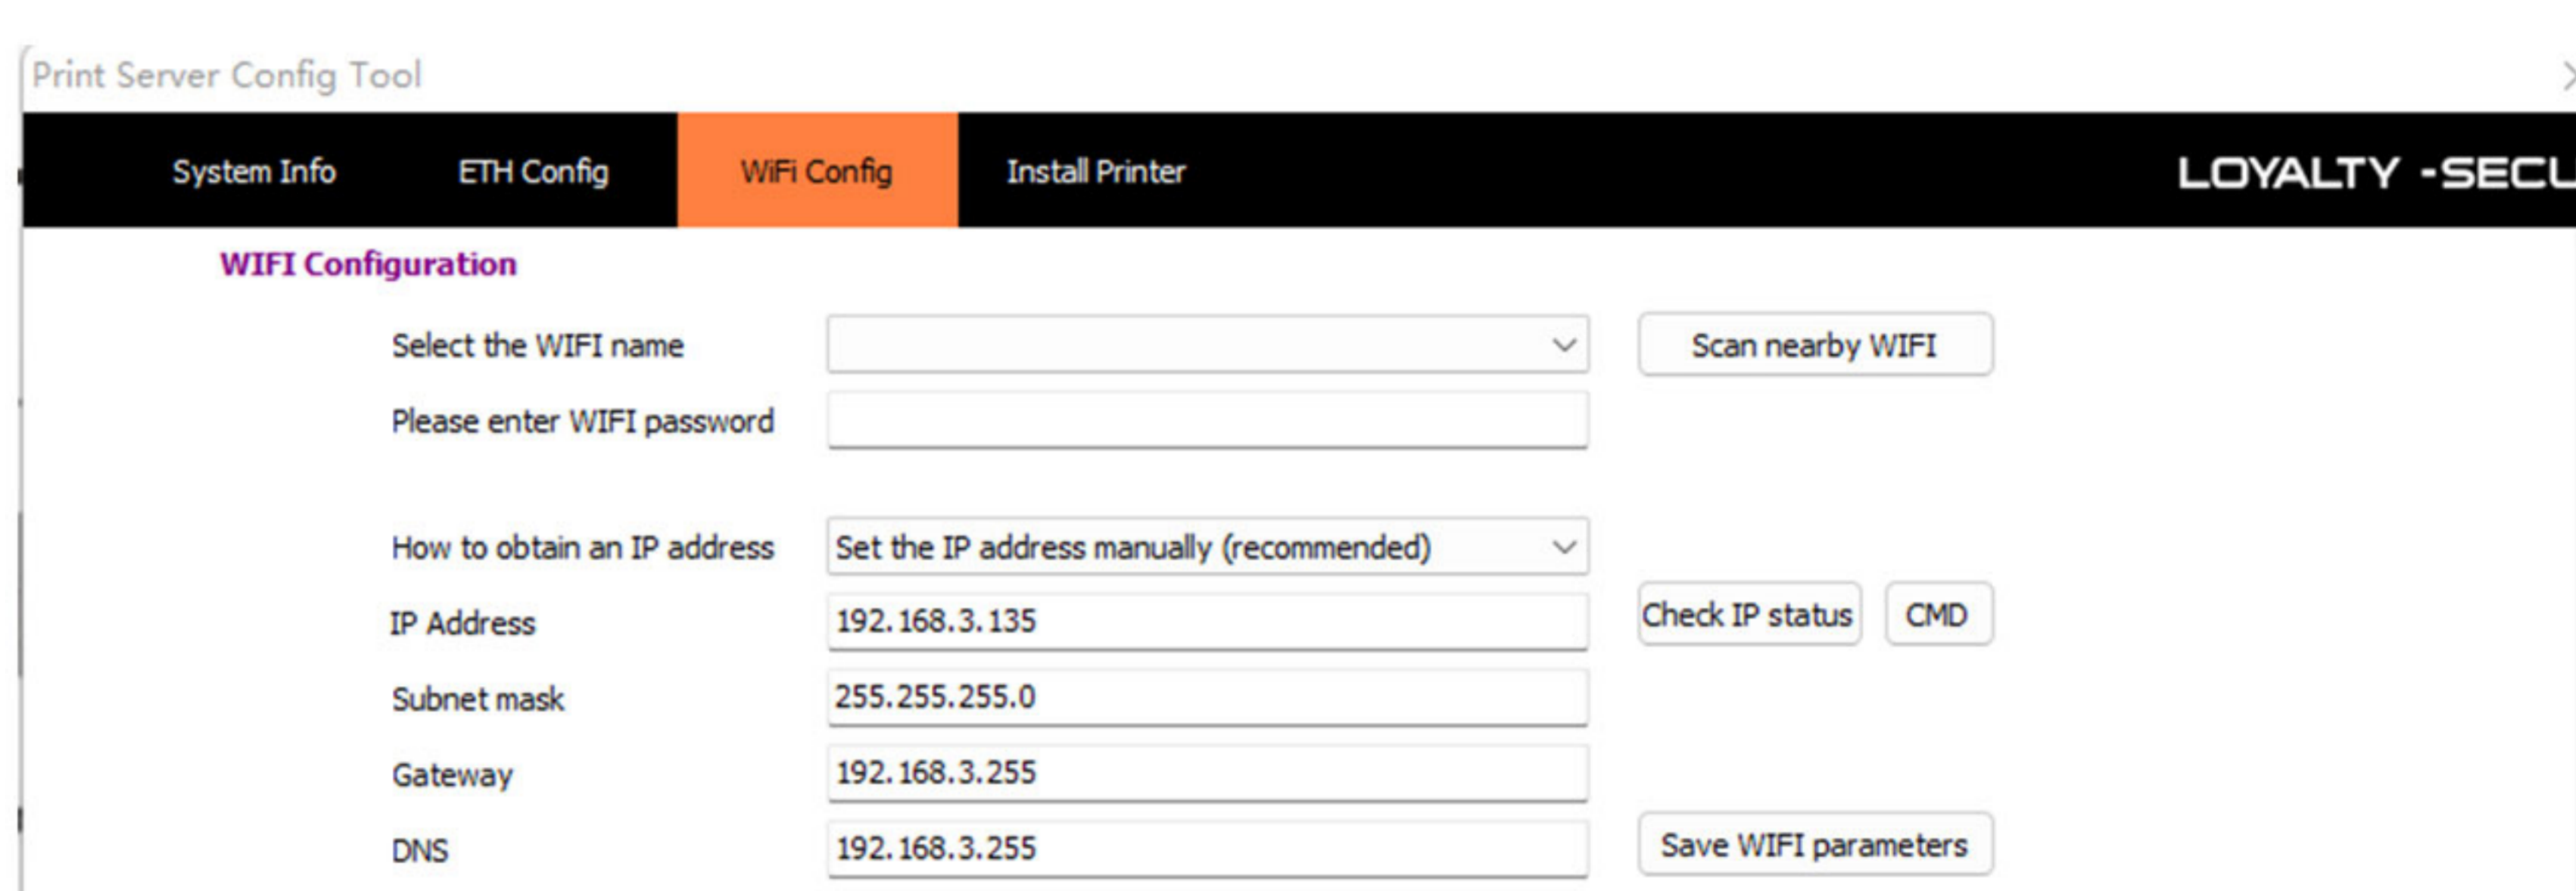 Print Server Config Tool
System Info ETH Config WiFi Config Install Printer LOYALTY -SECU
WIFI Configuration
Select the WIFI name Scan nearby WIFI
Please enter WIFI password
How to obtain an IP address Set the IP address manually (recommended)
IP Address 192.168.3.135 Check IP status CMD
Subnet mask 255.255.255.0
Gateway 192.168.3.255
DNS 192.168.3.255 Save WIFI parameters